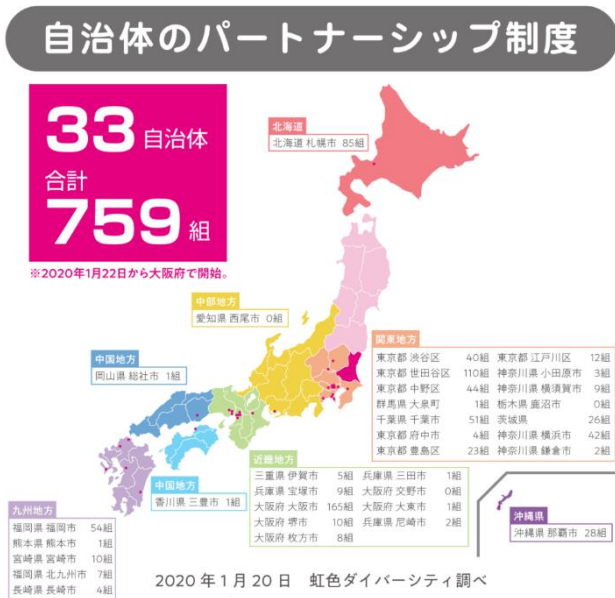 自治体のパートナーシップ制度
33 自治体
合計
759 組
※2020年1月22日から大阪府で開始。
北海道
北海道 札幌市 85組
中部地方
愛知県 西尾市 0組
中国地方
岡山県 総社市 1組
関東地方
東京都 渋谷区 40組 東京都 江戸川区 12組
東京都 世田谷区 110組 神奈川県 小田原市 3組
東京都 中野区 44組 神奈川県 横須賀市 9組
群馬県 大泉町 1組 栃木県 鹿沼市 0組
千葉県 千葉市 51組 茨城県 26組
東京都 府中市 4組 神奈川県 横浜市 42組
東京都 豊島区 23組 神奈川県 鎌倉市 2組
中国地方
香川県 三豊市 1組
近畿地方
三重県 伊賀市 5組 兵庫県 三田市 1組
兵庫県 宝塚市 9組 大阪府 交野市 0組
大阪府 大阪市 165組 大阪府 大東市 1組
大阪府 堺市 10組 兵庫県 尼崎市 2組
大阪府 枚方市 8組
九州地方
福岡県 福岡市 54組
熊本県 熊本市 1組
宮崎県 宮崎市 10組
福岡県 北九州市 7組
長崎県 長崎市 4組
沖縄県
沖縄県 那覇市 28組
2020年1月20日 虹色ダイバーシティ調べ